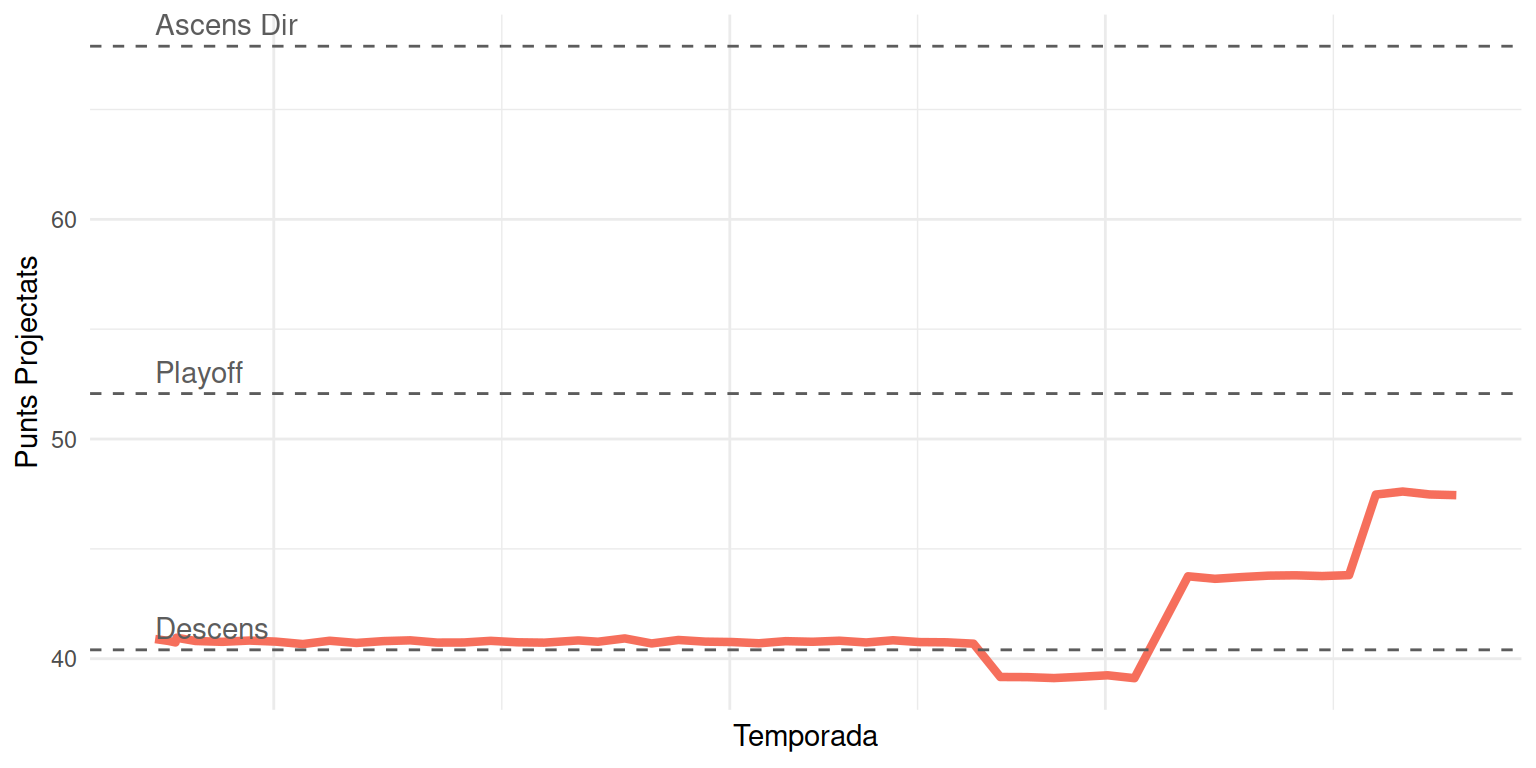 Ascens Dir
60
Playoff
50
Descens
40
Punts Projectats
Temporada